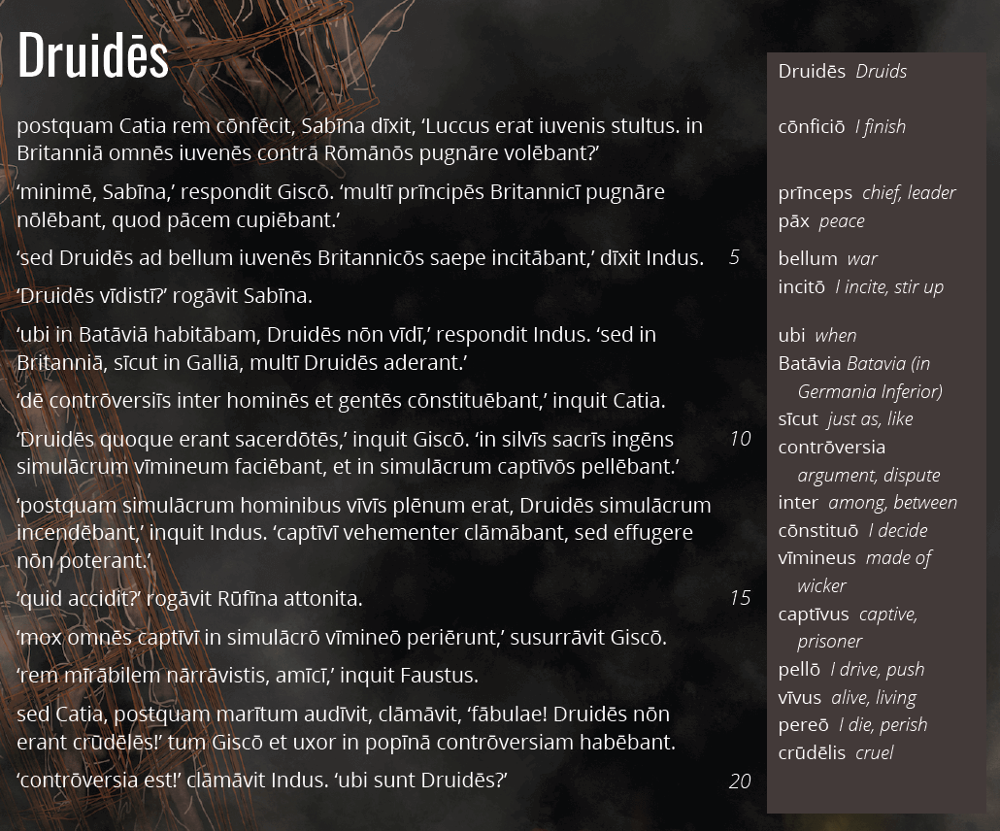 Druidēs
postquam Catia rem cōnfēcit, Sabīna dīxit, ‘Luccus erat iuvenis stultus. in
Britanniā omnēs iuvenēs contrā Rōmānōs pugnāre volēbant?’
‘minimē, Sabīna,’ respondit Giscō. ‘multī prīncipēs Britannicī pugnāre
nōlēbant, quod pācem cupiēbant.’
‘sed Druidēs ad bellum iuvenēs Britannicōs saepe incitābant,’ dīxit Indus. 5
‘Druidēs vīdistī?’ rogāvit Sabīna.
‘ubi in Batāviā habitābam, Druidēs nōn vīdī,’ respondit Indus. ‘sed in
Britanniā, sīcut in Galliā, multī Druidēs aderant.’
‘dē contrōversiīs inter hominēs et gentēs cōnstituēbant,’ inquit Catia.
‘Druidēs quoque erant sacerdōtēs,’ inquit Giscō. ‘in silvīs sacrīs ingēns 10
simulācrum vīmineum faciēbant, et in simulācrum captīvōs pellēbant.’
‘postquam simulācrum hominibus vīvīs plēnum erat, Druidēs simulācrum
incendēbant,’ inquit Indus. ‘captīvī vehementer clāmābant, sed effugere
nōn poterant.’
‘quid accidit?’ rogāvit Rūfīna attonita. 15
‘mox omnēs captīvī in simulācrō vīmineō periērunt,’ susurrāvit Giscō.
‘rem mīrābilem nārrāvistis, amīcī,’ inquit Faustus.
sed Catia, postquam marītum audīvit, clāmāvit, ‘fābulae! Druidēs nōn
erant crūdēlēs!’ tum Giscō et uxor in popīnā contrōversiam habēbant.
‘contrōversia est!’ clāmāvit Indus. ‘ubi sunt Druidēs?’ 20
Druidēs Druids
cōnficiō I finish
prīnceps chief, leader
pāx peace
bellum war
incitō I incite, stir up
ubi when
Batāvia Batavia (in
Germania Inferior)
sīcut just as, like
contrōversia
argument, dispute
inter among, between
cōnstituō I decide
vīmineus made of
wicker
captīvus captive,
prisoner
pellō I drive, push
vīvus alive, living
pereō I die, perish
crūdēlis cruel